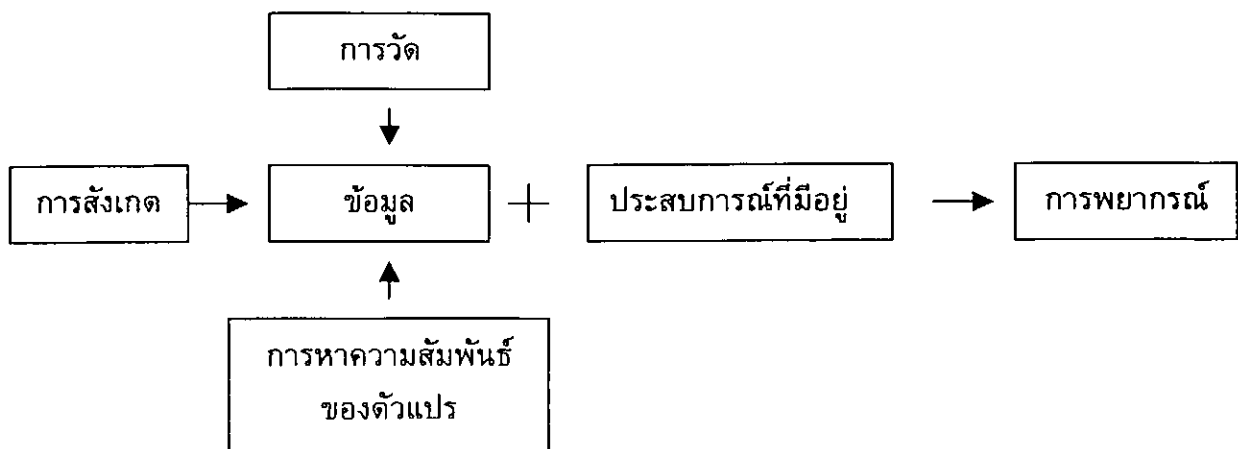 การวัด
การสังเกต
ข้อมูล
+
ประสบการณ์ที่มีอยู่
การพยากรณ์
การหาความสัมพันธ์
ของตัวแปร